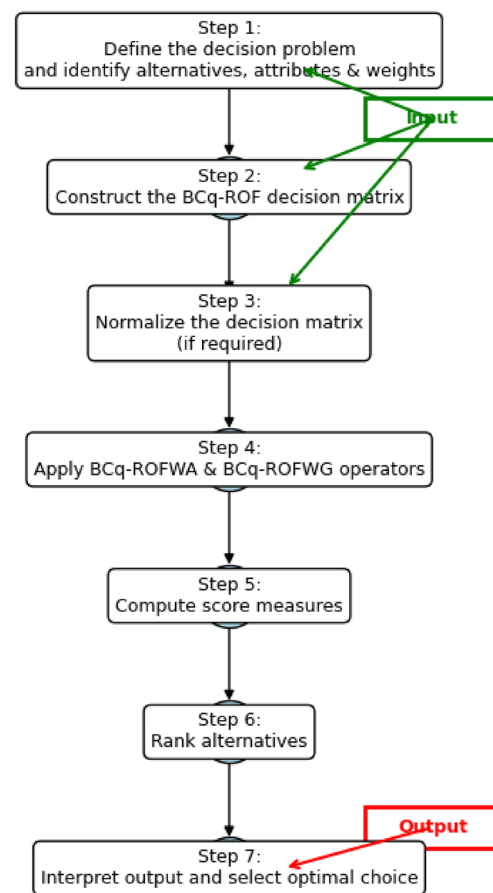 Step 1:
Define the decision problem
and identify alternatives, attributes & weights
Input
Step 2:
Construct the BCq-ROF decision matrix
Step 3:
Normalize the decision matrix
(if required)
Step 4:
Apply BCq-ROFWA & BCq-ROFWG operators
Step 5:
Compute score measures
Step 6:
Rank alternatives
Output
Step 7:
Interpret output and select optimal choice